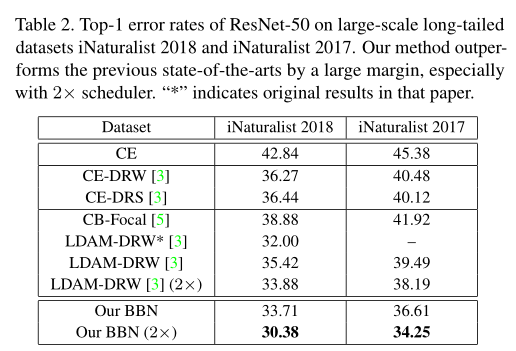 Table 2. Top-1 error rates of ResNet-50 on large-scale long-tailed
datasets iNaturalist 2018 and iNaturalist 2017. Our method outper-
forms the previous state-of-the-arts by a large margin, especially
with 2× scheduler. “*” indicates original results in that paper.
Dataset iNaturalist 2018 iNaturalist 2017
CE 42.84 45.38
CE-DRW [3] 36.27 40.48
CE-DRS [3] 36.44 40.12
CB-Focal [5] 38.88 41.92
LDAM-DRW* [3] 32.00 –
LDAM-DRW [3] 35.42 39.49
LDAM-DRW [3] (2×) 33.88 38.19
Our BBN 33.71 36.61
Our BBN (2×) 30.38 34.25